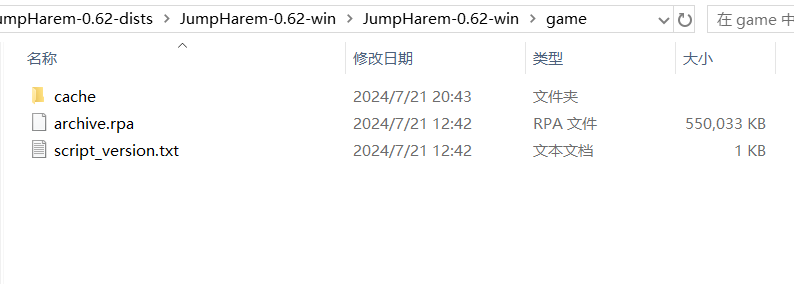 umpHarem-0.62-dists > JumpHarem-0.62-win > JumpHarem-0.62-win > game 在 game 中
名称 修改日期 类型 大小
cache 2024/7/21 20:43 文件夹
archive.rpa 2024/7/21 12:42 RPA 文件 550,033 KB
script_version.txt 2024/7/21 12:42 文本文档 1 KB